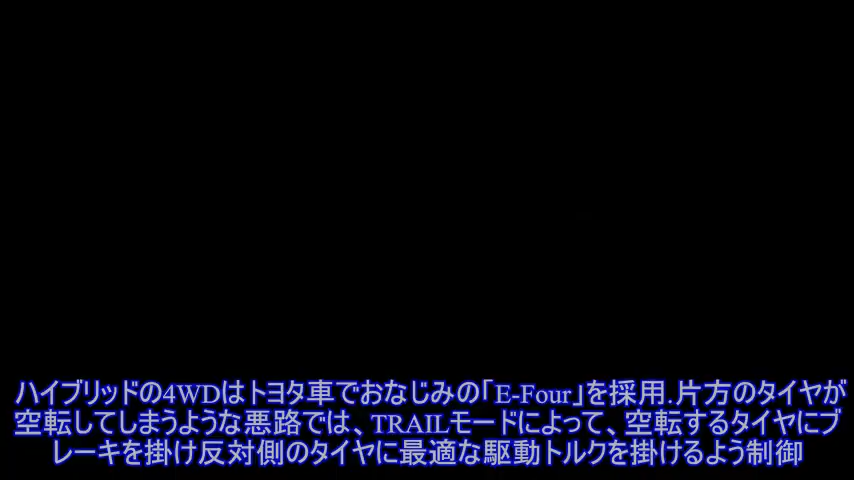 ハイブリッドの4WDはトヨタ車でおなじみの｢E-Four｣を採用.片方のタイヤが
空転してしまうような悪路では、TRAILモードによって、空転するタイヤにブ
レーキを掛け反対側のタイヤに最適な駆動トルクを掛けるよう制御